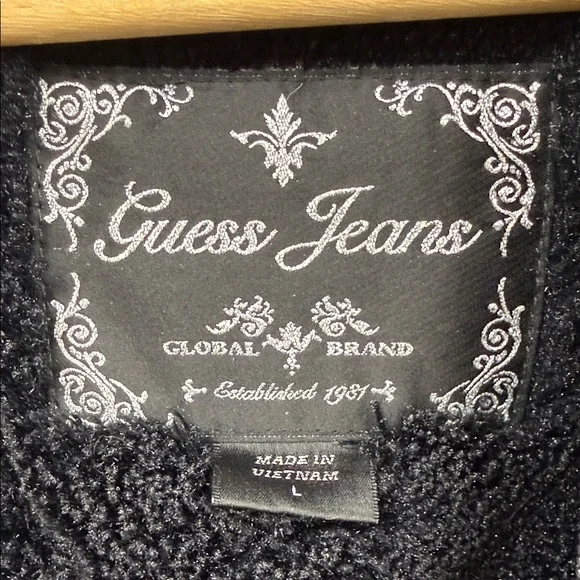 Guess Jeans
GLOBAL BRAND
Established 1981
MADE IN
VIETNAM
L